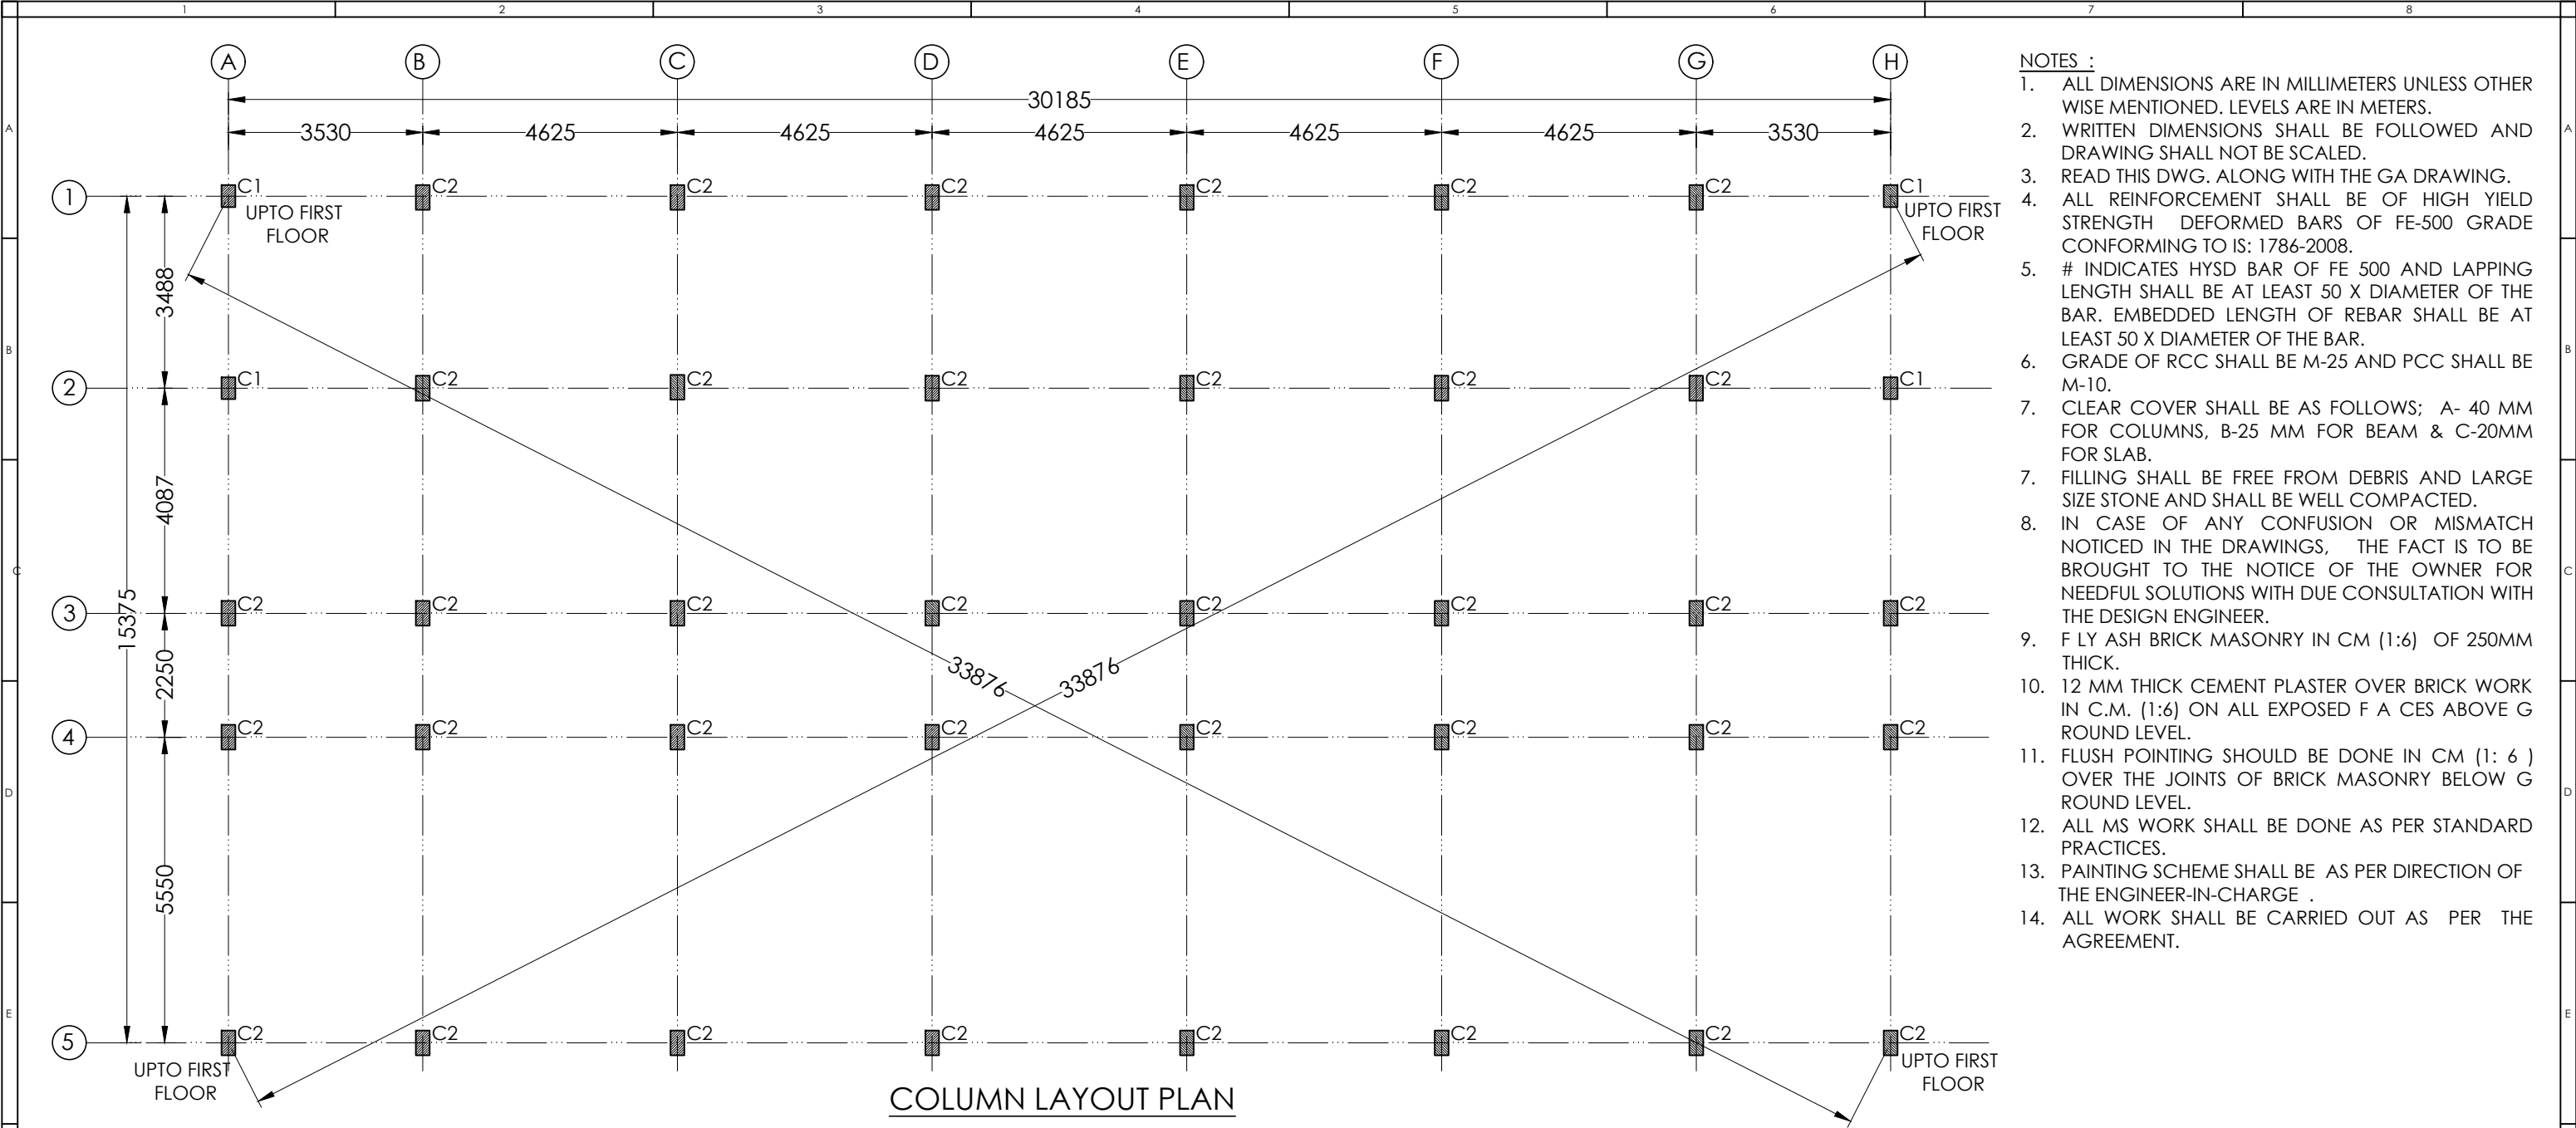 1 2 3 4 5 6 7 8
A B C D E F G H
30185
3530 4625 4625 4625 4625 4625 3530
A A
1 C1 C2 C2 C2 C2 C2 C2 C1
UPTO FIRST
FLOOR
UPTO FIRST
FLOOR
3488
B B
2 C1 C2 C2 C2 C2 C2 C2 C1
4087
C C
15375
3 C2 C2 C2 C2 C2 C2 C2 C2
2250
33876 33876
4 C2 C2 C2 C2 C2 C2 C2 C2
D D
5550
E E
5 C2 C2 C2 C2 C2 C2 C2 C2
UPTO FIRST
FLOOR
UPTO FIRST
FLOOR
COLUMN LAYOUT PLAN
NOTES :
1. ALL DIMENSIONS ARE IN MILLIMETERS UNLESS OTHER
WISE MENTIONED. LEVELS ARE IN METERS.
2. WRITTEN DIMENSIONS SHALL BE FOLLOWED AND
DRAWING SHALL NOT BE SCALED.
3. READ THIS DWG. ALONG WITH THE GA DRAWING.
4. ALL REINFORCEMENT SHALL BE OF HIGH YIELD
STRENGTH DEFORMED BARS OF FE-500 GRADE
CONFORMING TO IS: 1786-2008.
5. # INDICATES HYSD BAR OF FE 500 AND LAPPING
LENGTH SHALL BE AT LEAST 50 X DIAMETER OF THE
BAR. EMBEDDED LENGTH OF REBAR SHALL BE AT
LEAST 50 X DIAMETER OF THE BAR.
6. GRADE OF RCC SHALL BE M-25 AND PCC SHALL BE
M-10.
7. CLEAR COVER SHALL BE AS FOLLOWS; A- 40 MM
FOR COLUMNS, B-25 MM FOR BEAM & C-20MM
FOR SLAB.
7. FILLING SHALL BE FREE FROM DEBRIS AND LARGE
SIZE STONE AND SHALL BE WELL COMPACTED.
8. IN CASE OF ANY CONFUSION OR MISMATCH
NOTICED IN THE DRAWINGS, THE FACT IS TO BE
BROUGHT TO THE NOTICE OF THE OWNER FOR
NEEDFUL SOLUTIONS WITH DUE CONSULTATION WITH
THE DESIGN ENGINEER.
9. F LY ASH BRICK MASONRY IN CM (1:6) OF 250MM
THICK.
10. 12 MM THICK CEMENT PLASTER OVER BRICK WORK
IN C.M. (1:6) ON ALL EXPOSED F A CES ABOVE G
ROUND LEVEL.
11. FLUSH POINTING SHOULD BE DONE IN CM (1: 6 )
OVER THE JOINTS OF BRICK MASONRY BELOW G
ROUND LEVEL.
12. ALL MS WORK SHALL BE DONE AS PER STANDARD
PRACTICES.
13. PAINTING SCHEME SHALL BE AS PER DIRECTION OF
THE ENGINEER-IN-CHARGE .
14. ALL WORK SHALL BE CARRIED OUT AS PER THE
AGREEMENT.